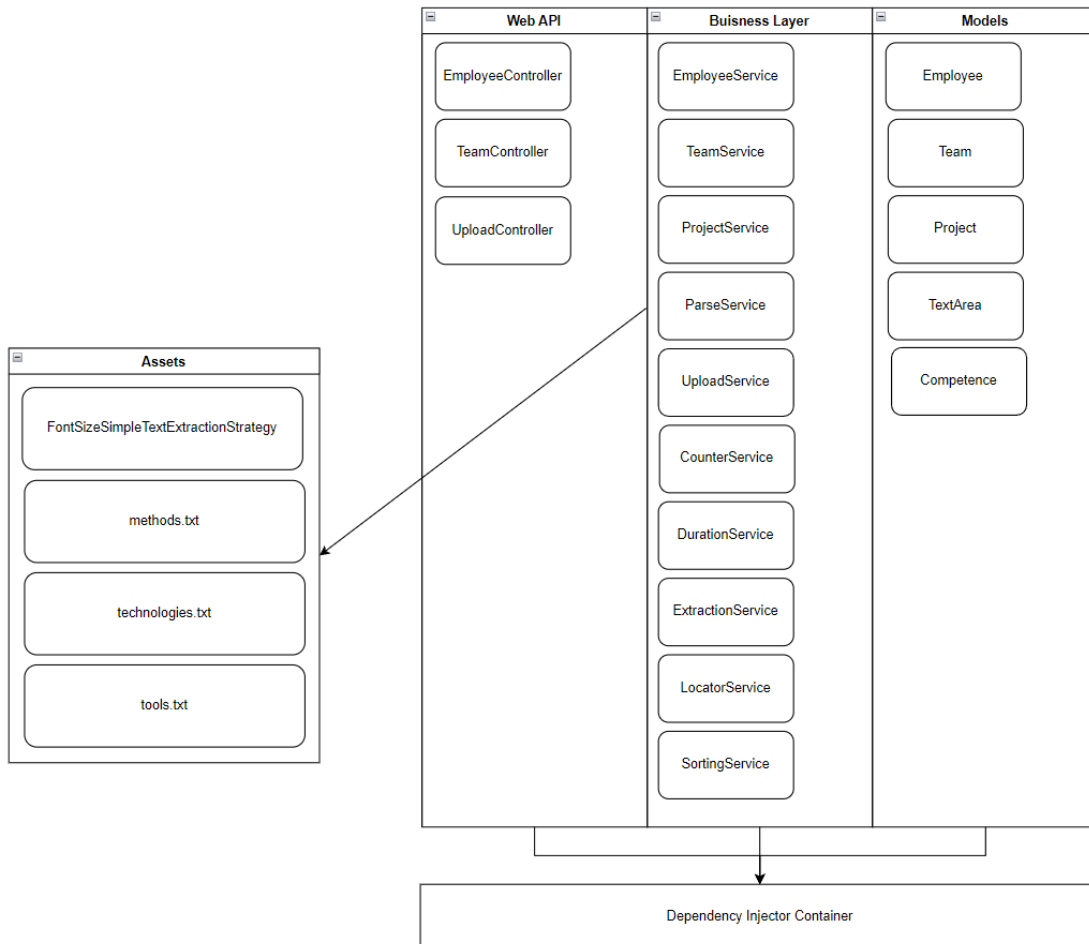 Web API
Buisness Layer
Models
EmployeeController
EmployeeService
Employee
TeamController
TeamService
Team
UploadController
ProjectService
Project
ParseService
TextArea
UploadService
Competence
CounterService
DurationService
ExtractionService
LocatorService
SortingService
Assets
FontSizeSimpleTextExtractionStrategy
methods.txt
technologies.txt
tools.txt
Dependency Injector Container